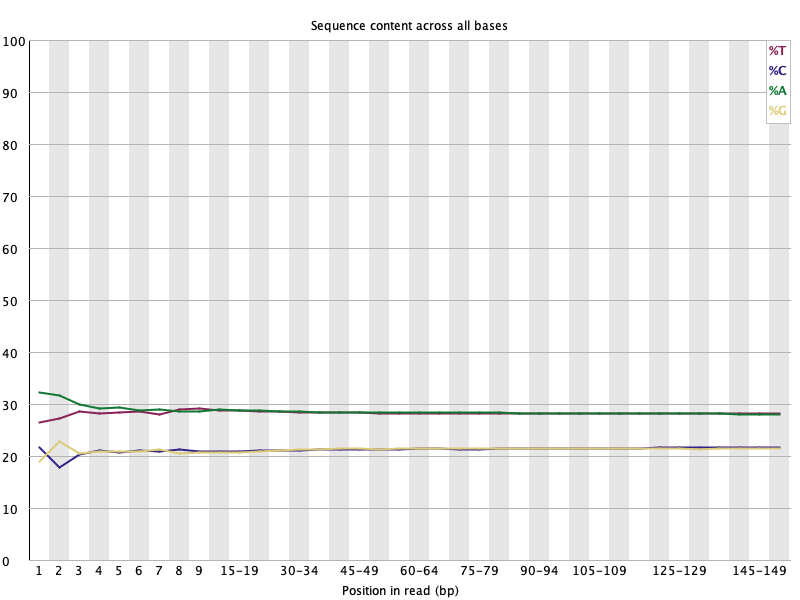 Sequence content across all bases
%T
%C
%A
%G
100
90
80
70
60
50
40
30
20
10
0
1 2 3 4 5 6 7 8 9 15-19 30-34 45-49 60-64 75-79 90-94 105-109 125-129 145-149
Position in read (bp)